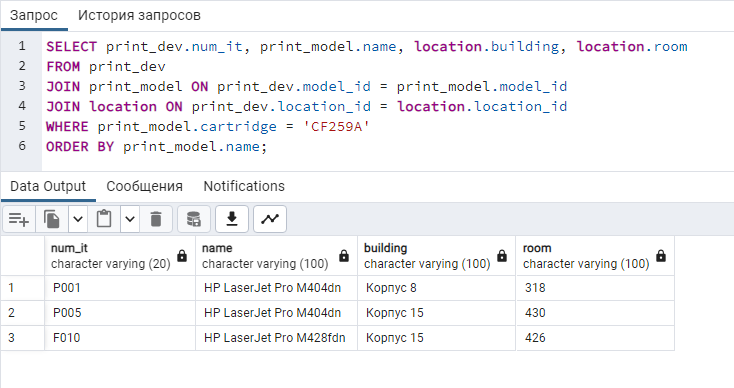 Запрос История запросов
1 SELECT print_dev.num_it, print_model.name, location.building, location.room
2 FROM print_dev
3 JOIN print_model ON print_dev.model_id = print_model.model_id
4 JOIN location ON print_dev.location_id = location.location_id
5 WHERE print_model.cartridge = 'CF259A'
6 ORDER BY print_model.name;
Data Output Сообщения Notifications
num_it name building room
character varying (20) character varying (100) character varying (100) character varying (100)
1 P001 HP LaserJet Pro M404dn Корпус 8 318
2 P005 HP LaserJet Pro M404dn Корпус 15 430
3 F010 HP LaserJet Pro M428fdn Корпус 15 426